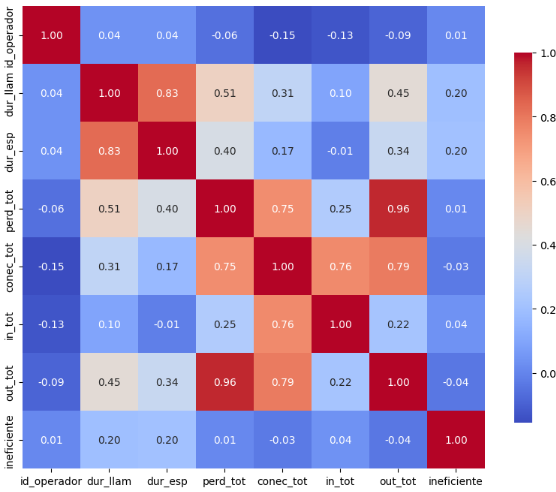 id_operador 1.00 0.04 0.04 -0.06 -0.15 -0.13 -0.09 0.01
dur_llam 0.04 1.00 0.83 0.51 0.31 0.10 0.45 0.20
dur_esp 0.04 0.83 1.00 0.40 0.17 -0.01 0.34 0.20
perd_tot -0.06 0.51 0.40 1.00 0.75 0.25 0.96 0.01
conec_tot -0.15 0.31 0.17 0.75 1.00 0.76 0.79 -0.03
in_tot -0.13 0.10 -0.01 0.25 0.76 1.00 0.22 0.04
out_tot -0.09 0.45 0.34 0.96 0.79 0.22 1.00 -0.04
ineficiente 0.01 0.20 0.20 0.01 -0.03 0.04 -0.04 1.00
id_operador dur_llam dur_esp perd_tot conec_tot in_tot out_tot ineficiente
1.0
0.8
0.6
0.4
0.2
0.0